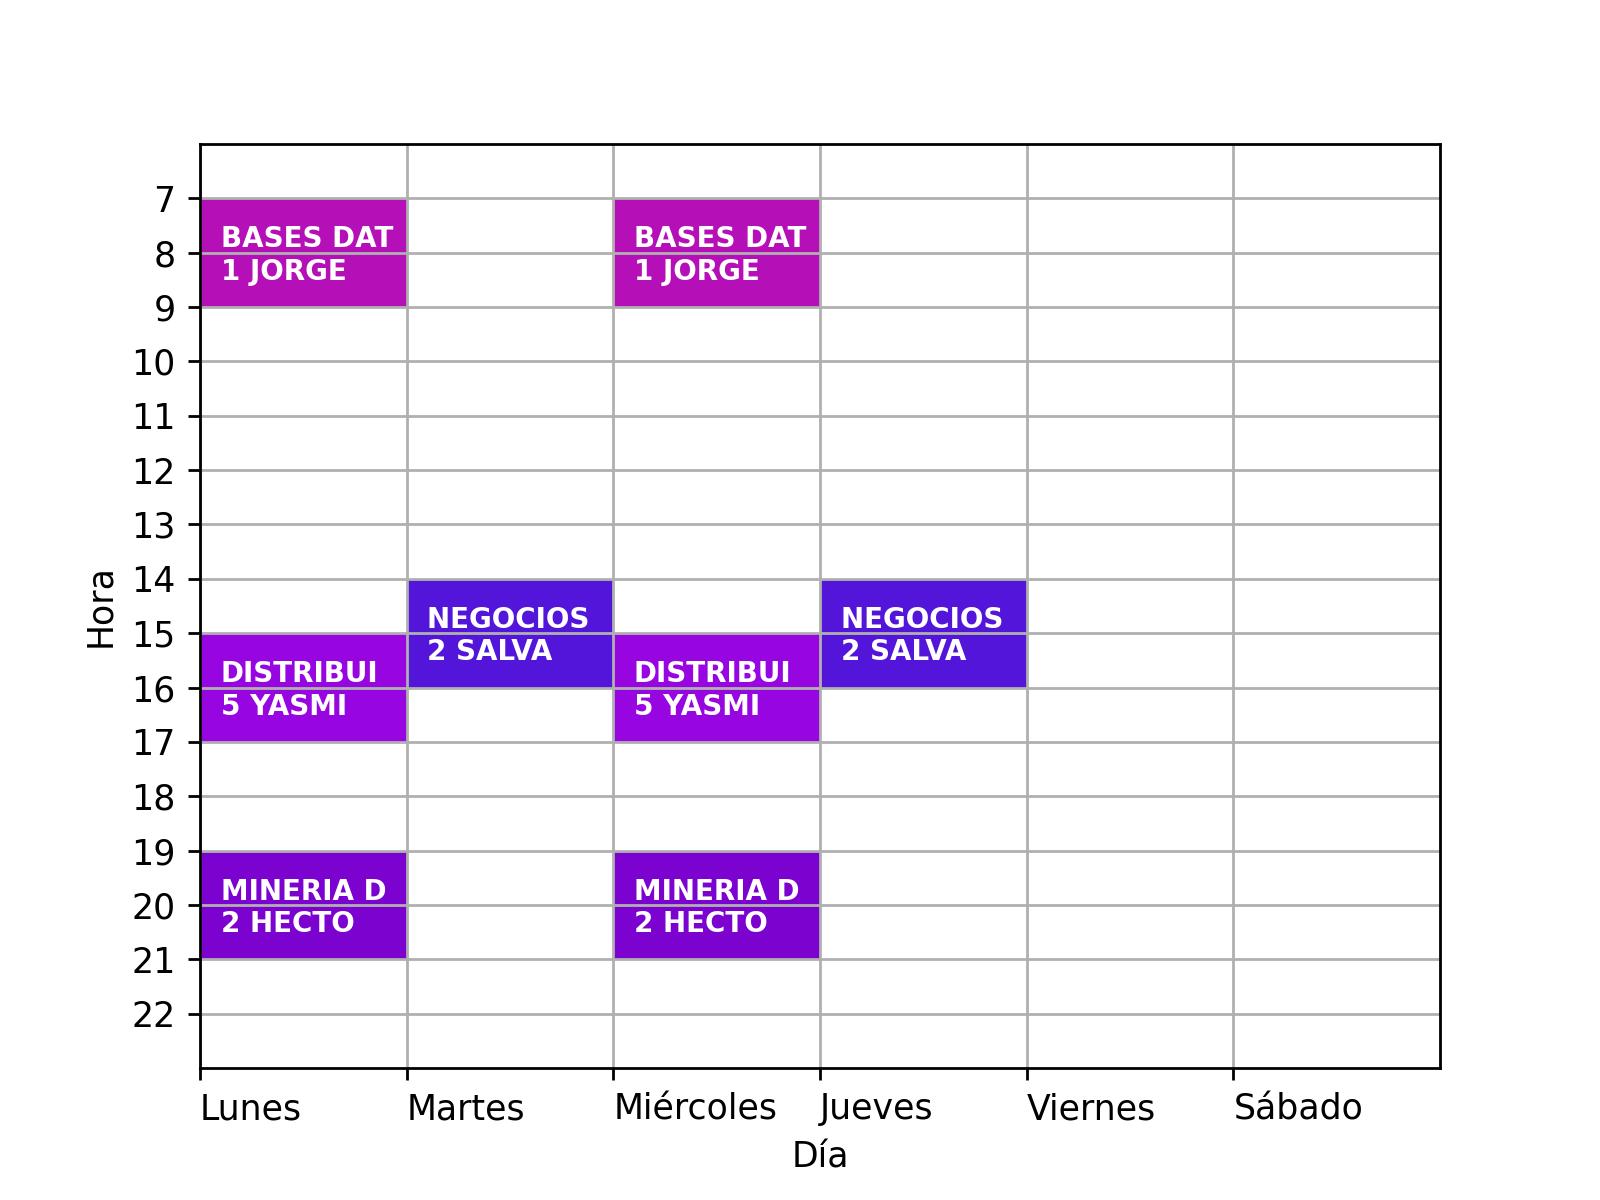 7
BASES DAT
1 JORGE
BASES DAT
1 JORGE
8
9
10
11
12
13
14
NEGOCIOS
2 SALVA
NEGOCIOS
2 SALVA
Hora
15
DISTRIBUI
5 YASMI
DISTRIBUI
5 YASMI
16
17
18
19
MINERIA D
2 HECTO
MINERIA D
2 HECTO
20
21
22
Lunes Martes Miércoles Jueves Viernes Sábado
Día